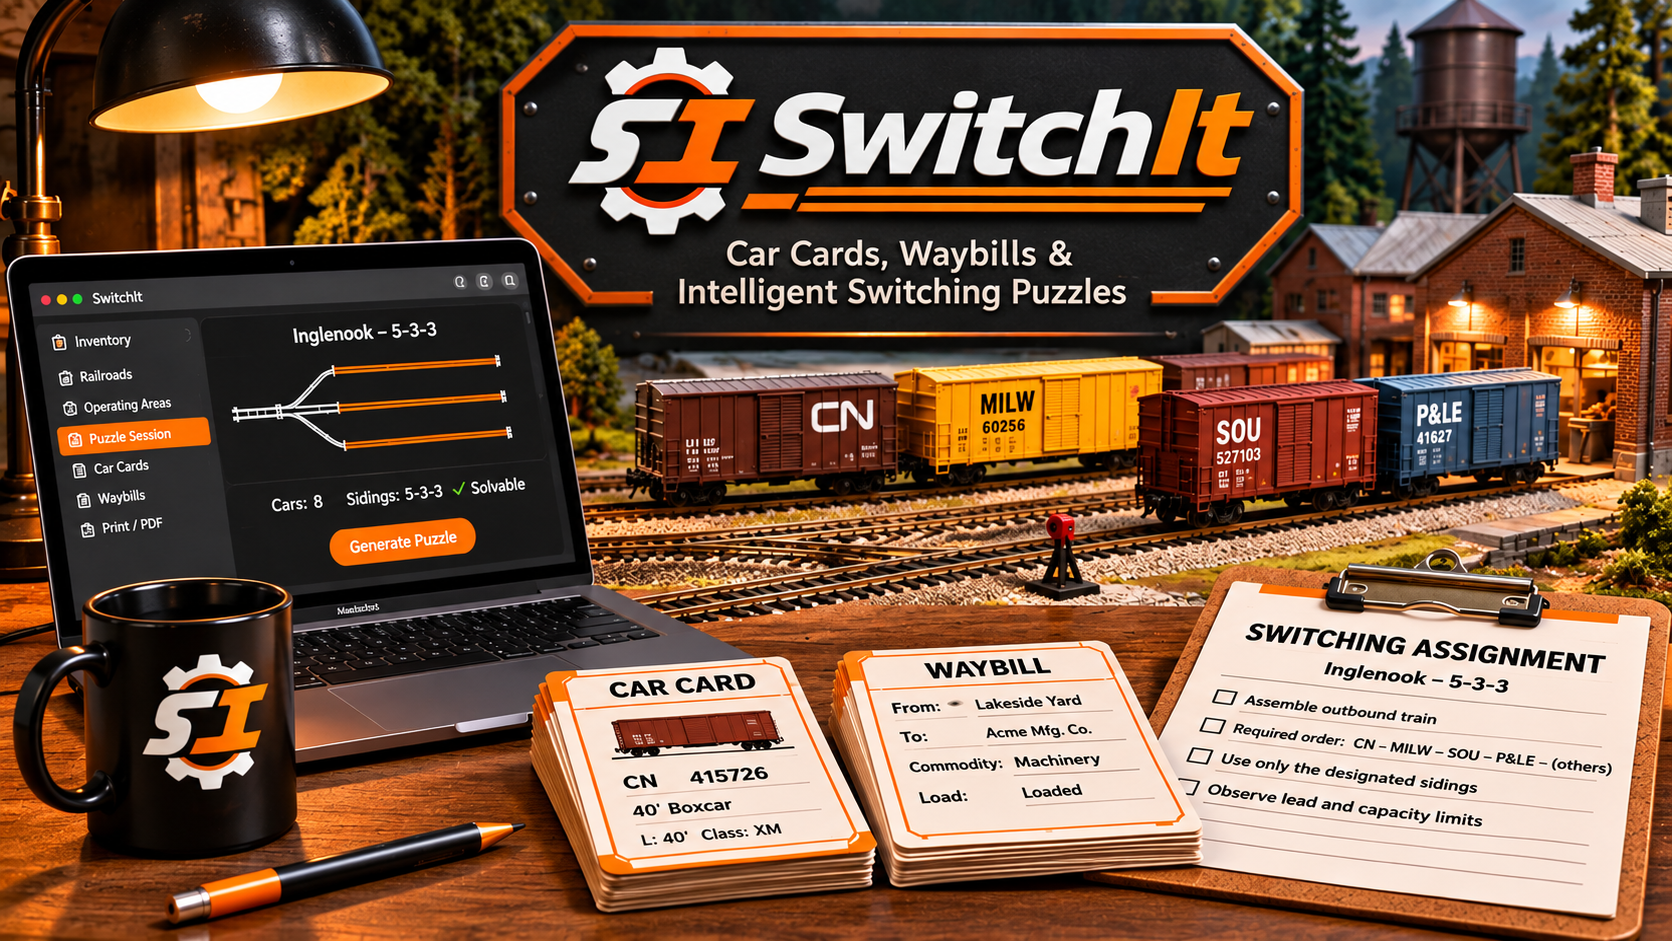 SI SwitchIt
Car Cards, Waybills &
Intelligent Switching Puzzles
SwitchIt
Inventory
Railroads
Operating Areas
Puzzle Session
Car Cards
Waybills
Print / PDF
Inglenook – 5-3-3
Cars: 8 Sidings: 5-3-3 ✓ Solvable
Generate Puzzle
CN
MILW
60256
SOU
527103
P&LE
41627
SI
CAR CARD
CN 415726
40' Boxcar
L: 40' Class: XM
WAYBILL
From: Lakeside Yard
To: Acme Mfg. Co.
Commodity: Machinery
Load: Loaded
SWITCHING ASSIGNMENT
Inglenook – 5-3-3
Assemble outbound train
Required order: CN – MILW – SOU – P&LE – (others)
Use only the designated sidings
Observe lead and capacity limits